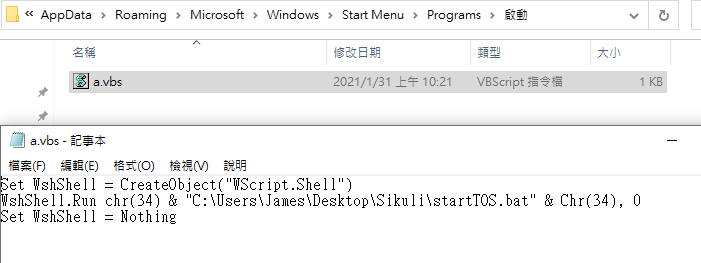 « AppData › Roaming › Microsoft › Windows › Start Menu › Programs › 啟動
名稱 修改日期 類型 大小
a.vbs 2021/1/31 上午 10:21 VBScript 指令檔 1 KB
a.vbs - 記事本
檔案(F) 編輯(E) 格式(O) 檢視(V) 說明
Set WshShell = CreateObject("WScript.Shell")
WshShell.Run chr(34) & "C:\Users\James\Desktop\Sikuli\startTOS.bat" & Chr(34), 0
Set WshShell = Nothing